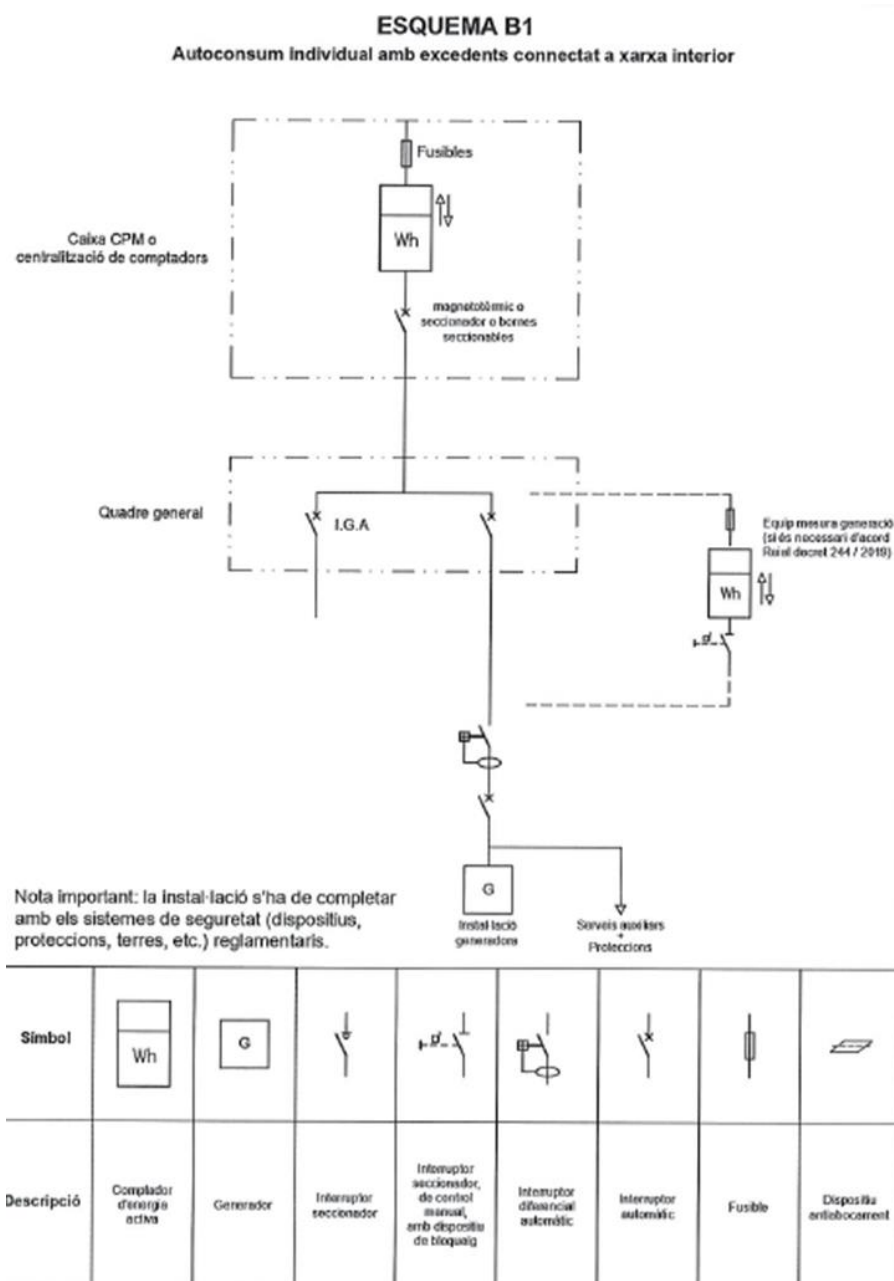 ESQUEMA B1
Autoconsum individual amb excedents connectat a xarxa interior
Fusibles
Wh
Caixa CPM o
centralització de comptadors
magnetotèrmic o
seccionador o bornes
seccionables
Quadre general
I.G.A
Equip mesura generació
(si és necessari d'acord
Raial decret 244 / 2019)
Wh
G
Instal·lació
generadora
Serveis auxiliars
+
Proteccions
Nota important: la instal·lació s'ha de completar
amb els sistemes de seguretat (dispositius,
proteccions, terres, etc.) reglamentaris.
Símbol
Wh
G
Descripció
Comptador
d'energia
activa
Generador
Interruptor
seccionador
Interruptor
seccionador,
de control
manual,
amb dispositiu
de bloqueig
Interruptor
diferencial
automàtic
Interruptor
automàtic
Fusible
Dispositiu
antiabocament